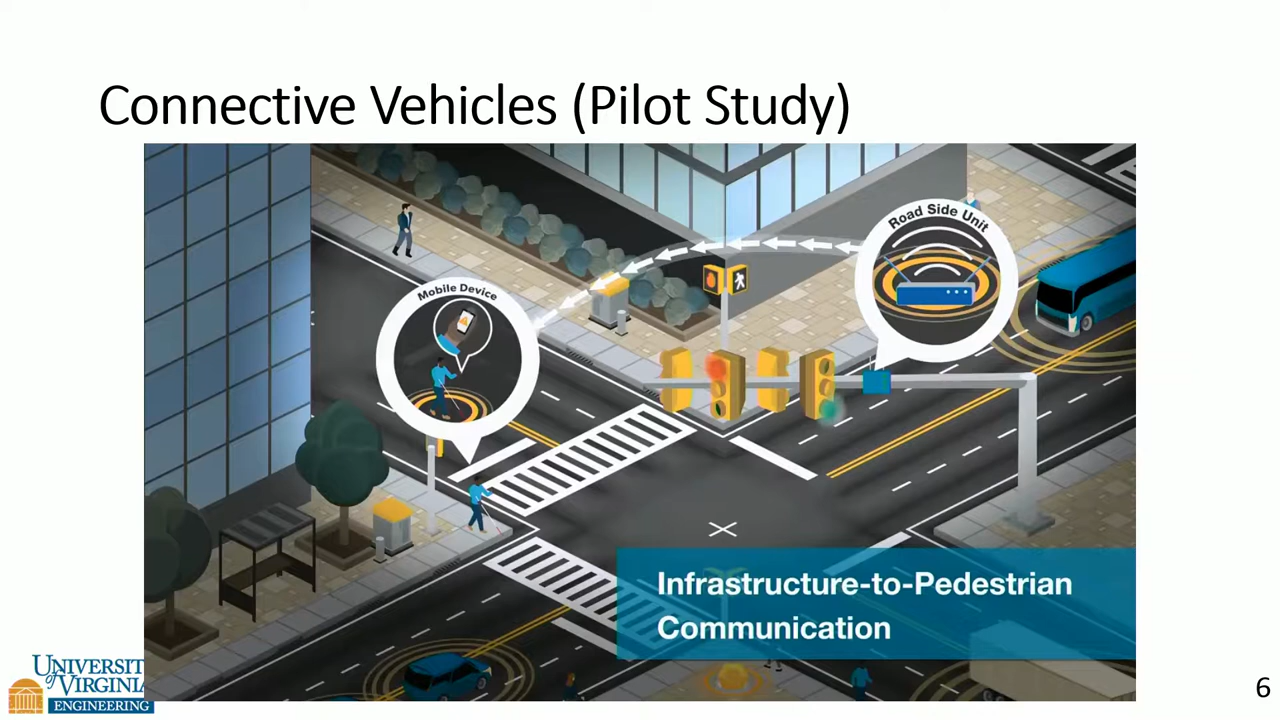 Connective Vehicles (Pilot Study)
Road Side Unit
Mobile Device
Infrastructure-to-Pedestrian
Communication
UNIVERSITY
of VIRGINIA
ENGINEERING
6